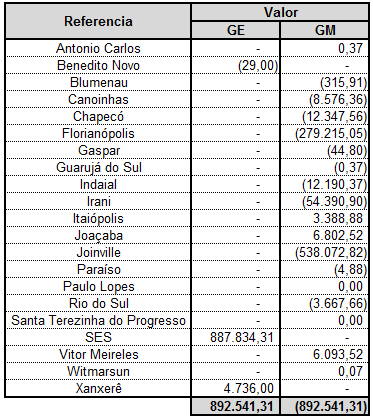 Referencia Valor
GE GM
Antonio Carlos - 0,37
Benedito Novo (29,00) -
Blumenau - (315,91)
Canoinhas - (8.576,36)
Chapecó - (12.347,56)
Florianópolis - (279.215,05)
Gaspar - (44,80)
Guarujá do Sul - (0,37)
Indaial - (12.190,37)
Irani - (54.390,90)
Itaiópolis - 3.388,88
Joaçaba - 6.802,52
Joinville - (538.072,82)
Paraíso - (4,88)
Paulo Lopes - 0,00
Rio do Sul - (3.667,66)
Santa Terezinha do Progresso - 0,00
SES 887.834,31 -
Vitor Meireles - 6.093,52
Witmarsun - 0,07
Xanxerê 4.736,00 -
892.541,31 (892.541,31)